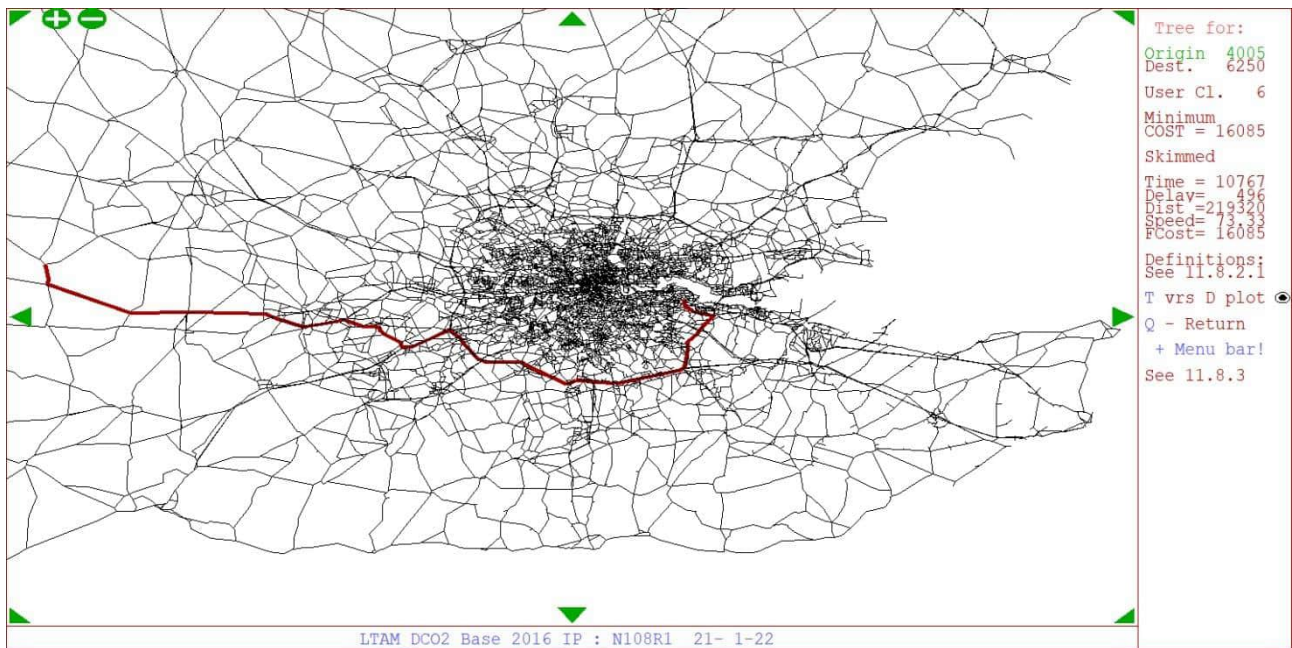 Tree for:
Origin 4005
Dest. 6250
User Cl. 6
Minimum
COST = 16085
Skimmed
Time = 10767
Delay= 496
Dist =219320
Speed= 73.33
FCost= 16085
Definitions:
See 11.8.2.1
T vrs D plot
Q - Return
+ Menu bar!
See 11.8.3
LTAM DCO2 Base 2016 IP : N108R1 21- 1-22